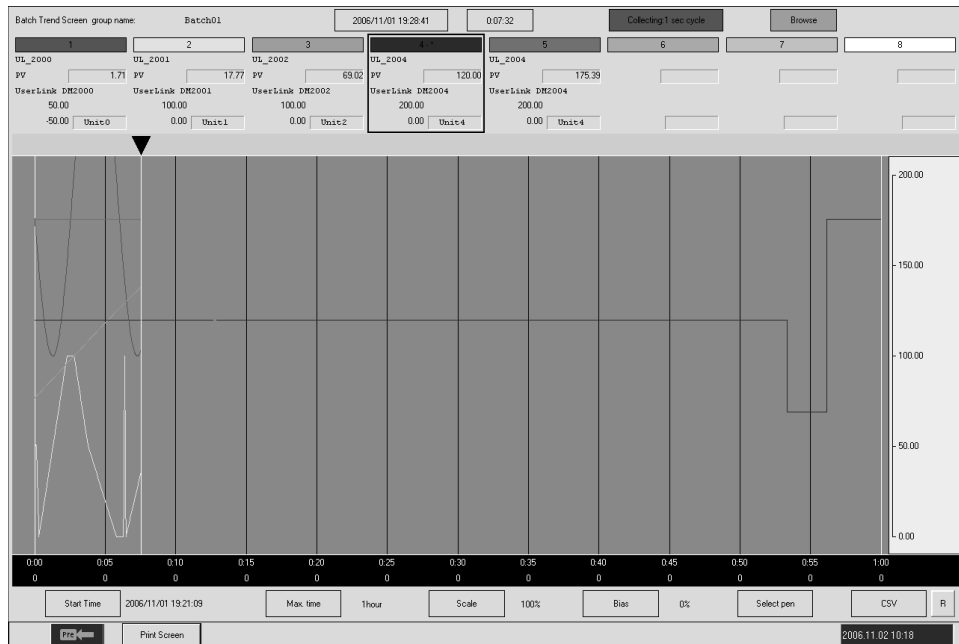 Batch Trend Screen group name: Batch01 2006/11/01 19:28:41 0:07:32 Collecting:1 sec cycle Browse
1 2 3 4 - * 5 6 7 8
UL_2000 UL_2001 UL_2002 UL_2004 UL_2004
PV 1.71 PV 17.77 PV 69.02 PV 120.00 PV 175.39
UserLink DM2000 UserLink DM2001 UserLink DM2002 UserLink DM2004 UserLink DM2004
50.00 100.00 100.00 200.00 200.00
-50.00 Unit0 0.00 Unit1 0.00 Unit2 0.00 Unit4 0.00 Unit4
200.00
150.00
100.00
50.00
0.00
0:00 0:05 0:10 0:15 0:20 0:25 0:30 0:35 0:40 0:45 0:50 0:55 1:00
0 0 0 0 0 0 0 0 0 0 0 0 0
Start Time 2006/11/01 19:21:09 Max. time 1hour Scale 100% Bias 0% Select pen CSV R
Pre Print Screen 2006.11.02 10:18